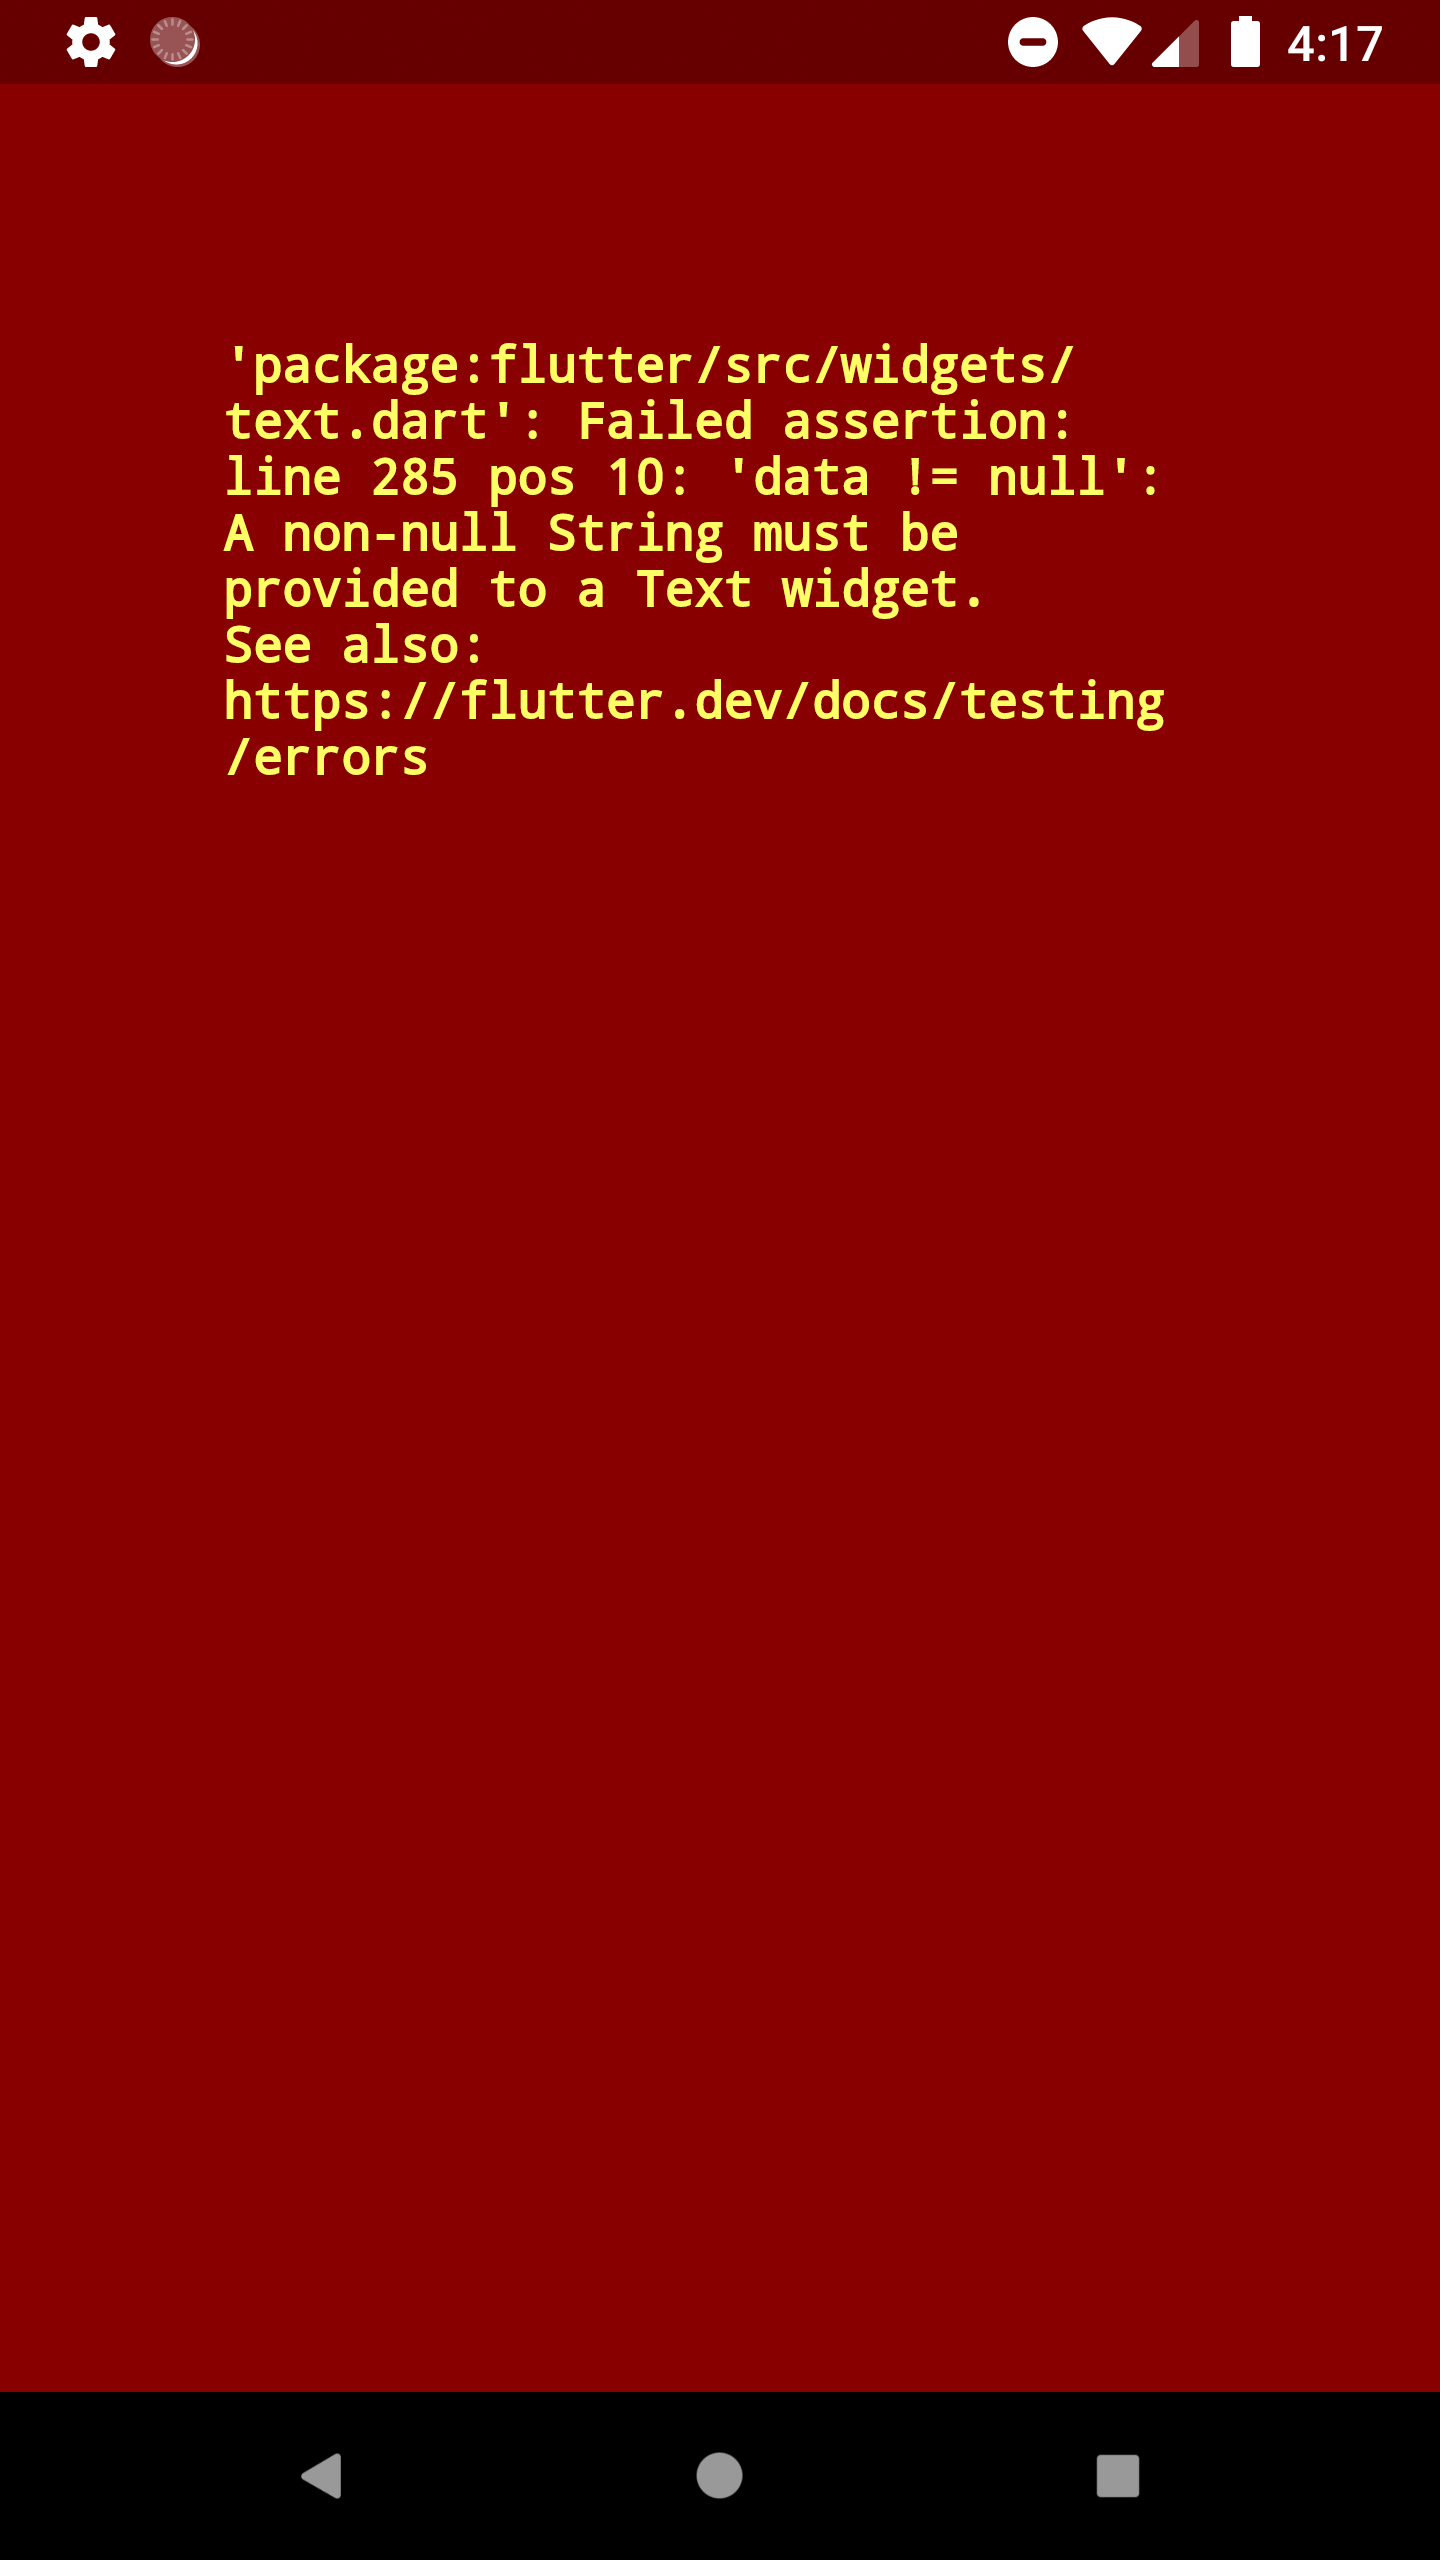 4:17
'package:flutter/src/widgets/
text.dart': Failed assertion:
line 285 pos 10: 'data != null':
A non-null String must be
provided to a Text widget.
See also:
https://flutter.dev/docs/testing
/errors